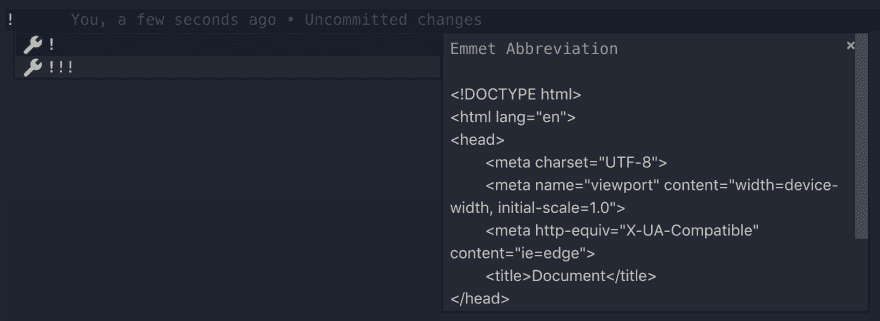 ! You, a few seconds ago • Uncommitted changes
!
!!!
Emmet Abbreviation ×
<!DOCTYPE html>
<html lang="en">
<head>
<meta charset="UTF-8">
<meta name="viewport" content="width=device-
width, initial-scale=1.0">
<meta http-equiv="X-UA-Compatible"
content="ie=edge">
<title>Document</title>
</head>